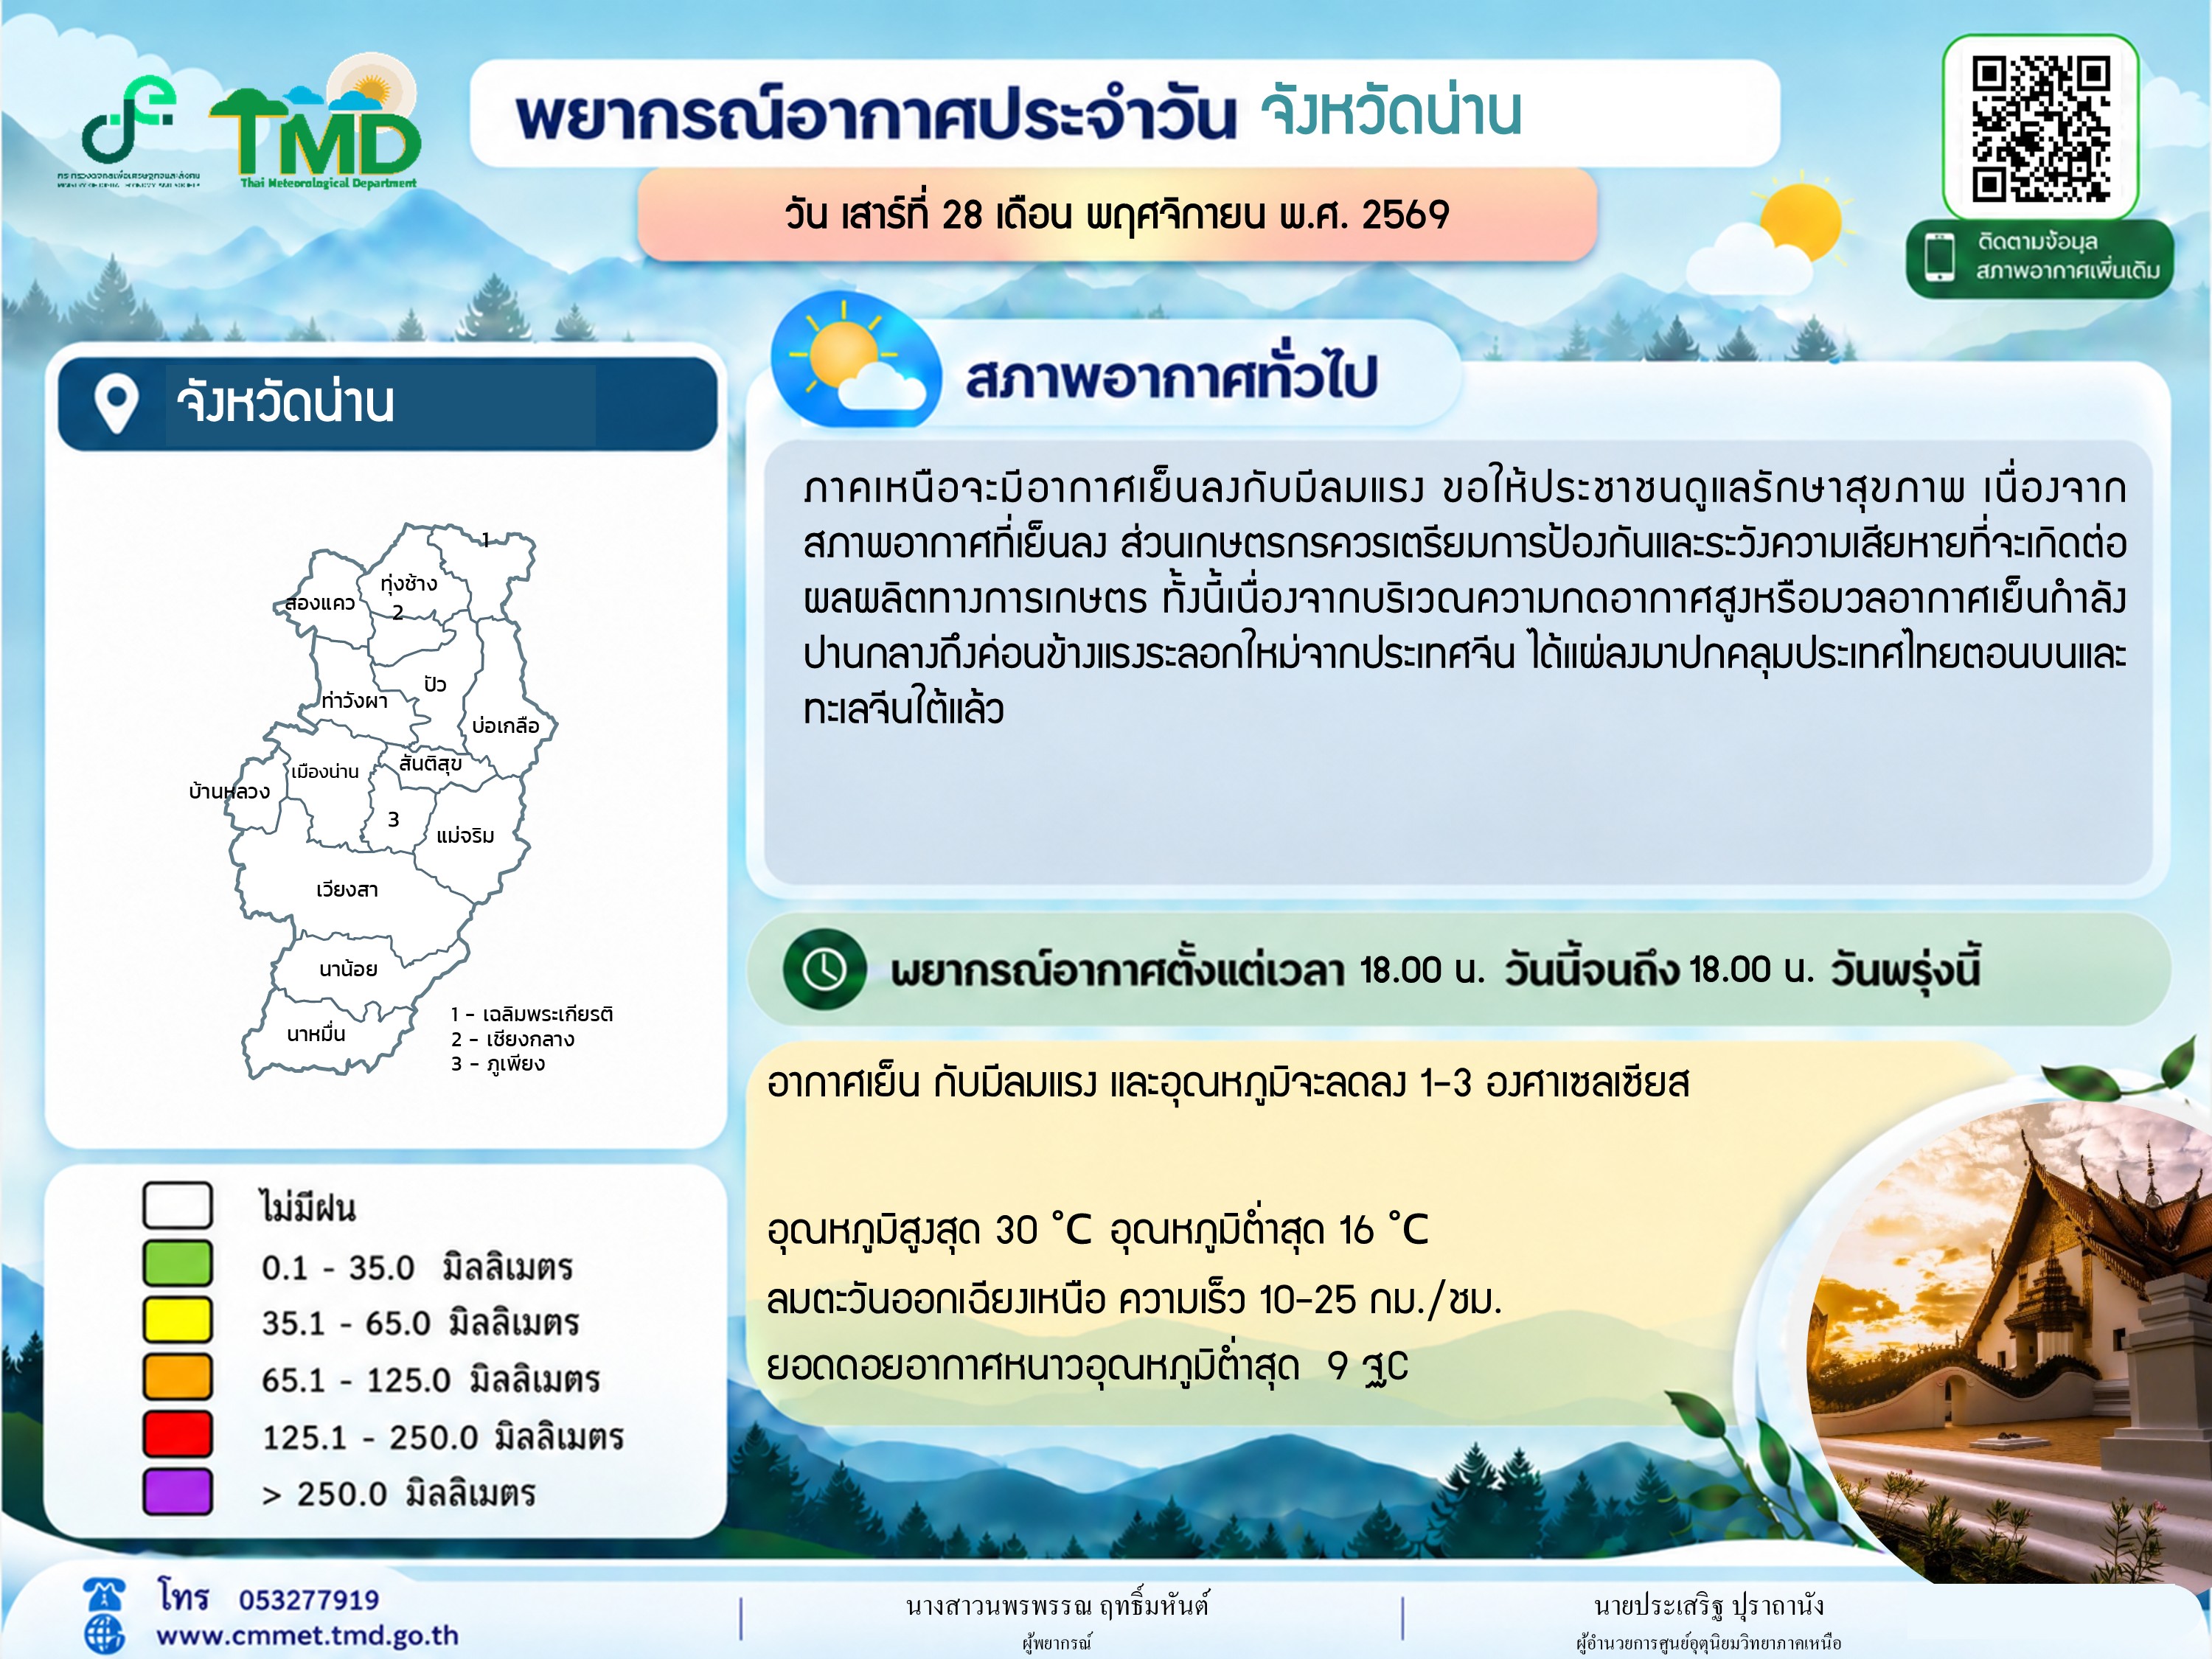 พยากรณ์อากาศประจำวัน จังหวัดน่าน
TMD
Thai Meteorological Department
วัน เสาร์ที่ 28 เดือน พฤศจิกายน พ.ศ. 2569
ติดตามข้อมูล
สภาพอากาศเพิ่มเติม
จังหวัดน่าน
1
ทุ่งช้าง
สองแคว
2
ปัว
ท่าวังผา
บ่อเกลือ
สันติสุข
เมืองน่าน
บ้านหลวง
3
แม่จริม
เวียงสา
นาน้อย
นาหมื่น
1 - เฉลิมพระเกียรติ
2 - เชียงกลาง
3 - ภูเพียง
ไม่มีฝน
0.1 - 35.0 มิลลิเมตร
35.1 - 65.0 มิลลิเมตร
65.1 - 125.0 มิลลิเมตร
125.1 - 250.0 มิลลิเมตร
> 250.0 มิลลิเมตร
สภาพอากาศทั่วไป
ภาคเหนือจะมีอากาศเย็นลงกับมีลมแรง ขอให้ประชาชนดูแลรักษาสุขภาพ เนื่องจาก
สภาพอากาศที่เย็นลง ส่วนเกษตรกรควรเตรียมการป้องกันและระวังความเสียหายที่จะเกิดต่อ
ผลผลิตทางการเกษตร ทั้งนี้เนื่องจากบริเวณความกดอากาศสูงหรือมวลอากาศเย็นกำลัง
ปานกลางถึงค่อนข้างแรงระลอกใหม่จากประเทศจีน ได้แผ่ลงมาปกคลุมประเทศไทยตอนบนและ
ทะเลจีนใต้แล้ว
พยากรณ์อากาศตั้งแต่เวลา 18.00 น. วันนี้จนถึง 18.00 น. วันพรุ่งนี้
อากาศเย็น กับมีลมแรง และอุณหภูมิจะลดลง 1-3 องศาเซลเซียส
อุณหภูมิสูงสุด 30 °C อุณหภูมิต่ำสุด 16 °C
ลมตะวันออกเฉียงเหนือ ความเร็ว 10-25 กม./ชม.
ยอดดอยอากาศหนาวอุณหภูมิต่ำสุด 9 ฐC
โทร 053277919
www.cmmet.tmd.go.th
นางสาวนพรพรรณ ฤทธิ์มหันต์
ผู้พยากรณ์
นายประเสริฐ ปุราถานัง
ผู้อำนวยการศูนย์อุตุนิยมวิทยาภาคเหนือ